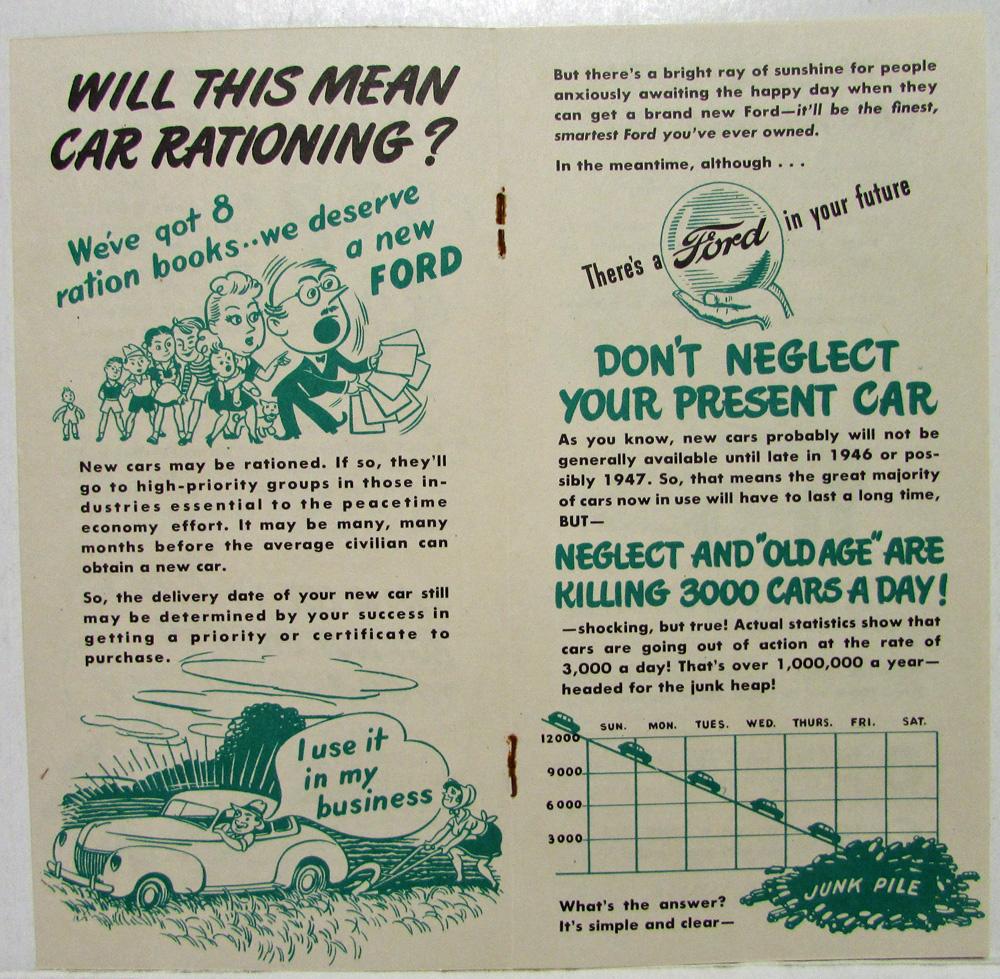 WILL THIS MEAN
CAR RATIONING?
We've got 8
ration books..we deserve
a new
FORD
New cars may be rationed. If so, they'll
go to high-priority groups in those in-
dustries essential to the peacetime
economy effort. It may be many, many
months before the average civilian can
obtain a new car.
So, the delivery date of your new car still
may be determined by your success in
getting a priority or certificate to
purchase.
I use it
in my
business
But there's a bright ray of sunshine for people
anxiously awaiting the happy day when they
can get a brand new Ford—it'll be the finest,
smartest Ford you've ever owned.
In the meantime, although . . .
There's a Ford in your future
DON'T NEGLECT
YOUR PRESENT CAR
As you know, new cars probably will not be
generally available until late in 1946 or pos-
sibly 1947. So, that means the great majority
of cars now in use will have to last a long time,
BUT—
NEGLECT AND "OLD AGE" ARE
KILLING 3000 CARS A DAY!
—shocking, but true! Actual statistics show that
cars are going out of action at the rate of
3,000 a day! That's over 1,000,000 a year—
headed for the junk heap!
SUN. MON. TUES. WED. THURS. FRI. SAT.
12000
9000
6000
3000
JUNK PILE
What's the answer?
It's simple and clear—